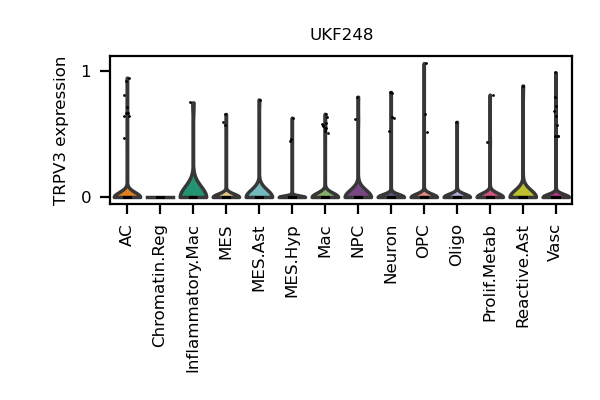 UKF248
TRPV3 expression
1
0
AC
Chromatin.Reg
Inflammatory.Mac
MES
MES.Ast
MES.Hyp
Mac
NPC
Neuron
OPC
Oligo
Prolif.Metab
Reactive.Ast
Vasc